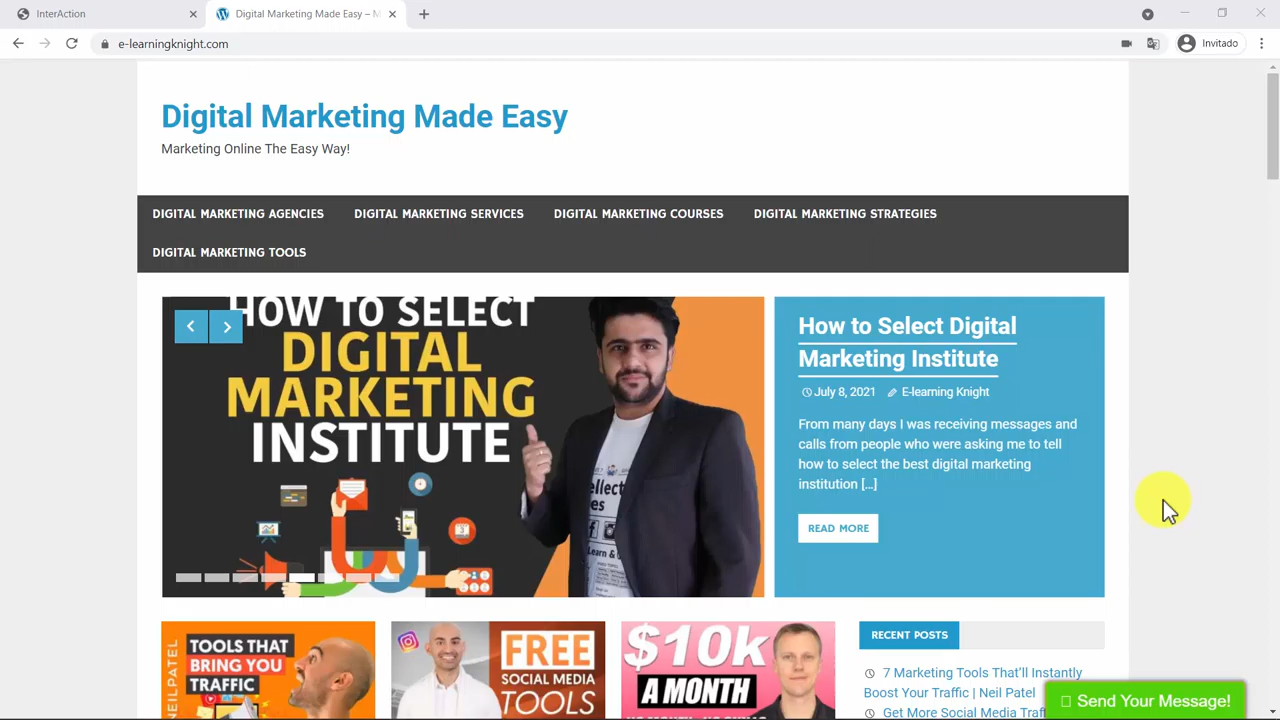 InterAction
Digital Marketing Made Easy – M
e-learningknight.com
Invitado
Digital Marketing Made Easy
Marketing Online The Easy Way!
DIGITAL MARKETING AGENCIES
DIGITAL MARKETING SERVICES
DIGITAL MARKETING COURSES
DIGITAL MARKETING STRATEGIES
DIGITAL MARKETING TOOLS
HOW TO SELECT
DIGITAL
MARKETING
INSTITUTE
How to Select Digital
Marketing Institute
July 8, 2021 E-learning Knight
From many days I was receiving messages and
calls from people who were asking me to tell
how to select the best digital marketing
institution [...]
READ MORE
NEILPATEL
TOOLS THAT
BRING YOU
TRAFFIC
FREE
SOCIAL MEDIA
TOOLS
$10k
A MONTH
RECENT POSTS
7 Marketing Tools That'll Instantly
Boost Your Traffic | Neil Patel
Get More Social Media Traf
Send Your Message!